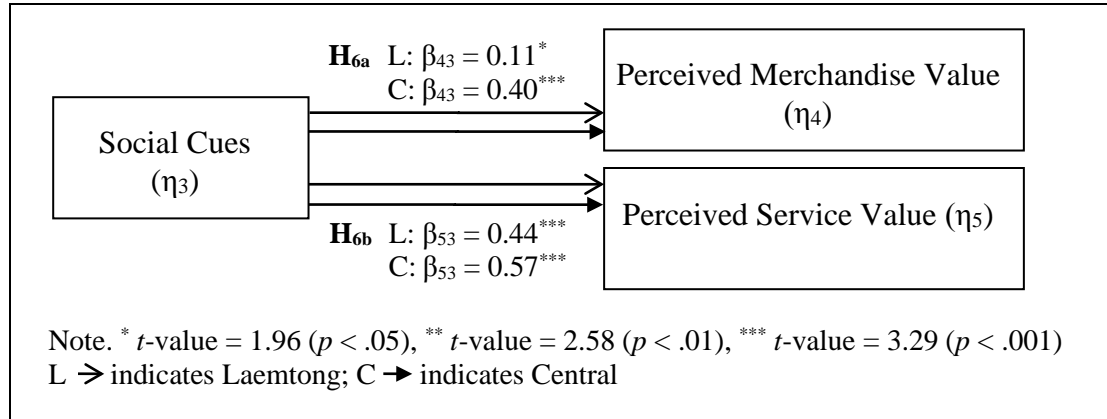 H6a L: β43 = 0.11*
C: β43 = 0.40***
Social Cues
(η3)
Perceived Merchandise Value
(η4)
Perceived Service Value (η5)
H6b L: β53 = 0.44***
C: β53 = 0.57***
Note. * t-value = 1.96 (p < .05), ** t-value = 2.58 (p < .01), *** t-value = 3.29 (p < .001)
L → indicates Laemtong; C → indicates Central